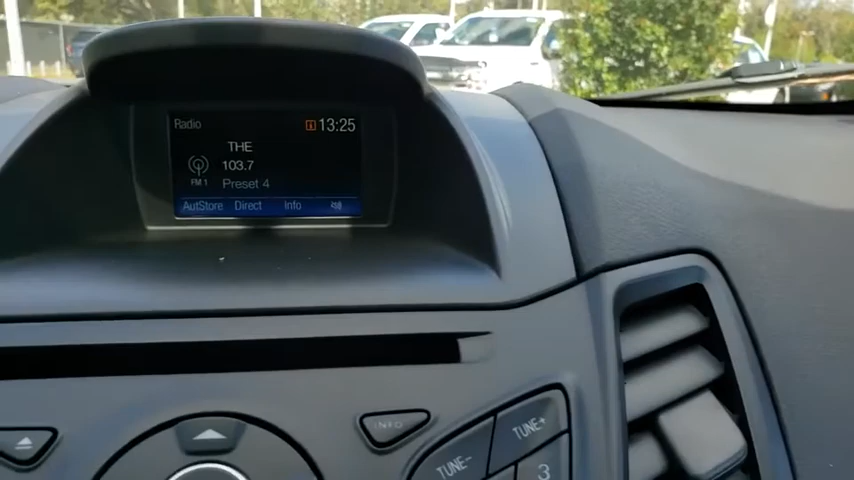 Radio
13:25
THE
103.7
FM 1
Preset 4
AutStore Direct Info
INFO
TUNE-
TUNE+
3